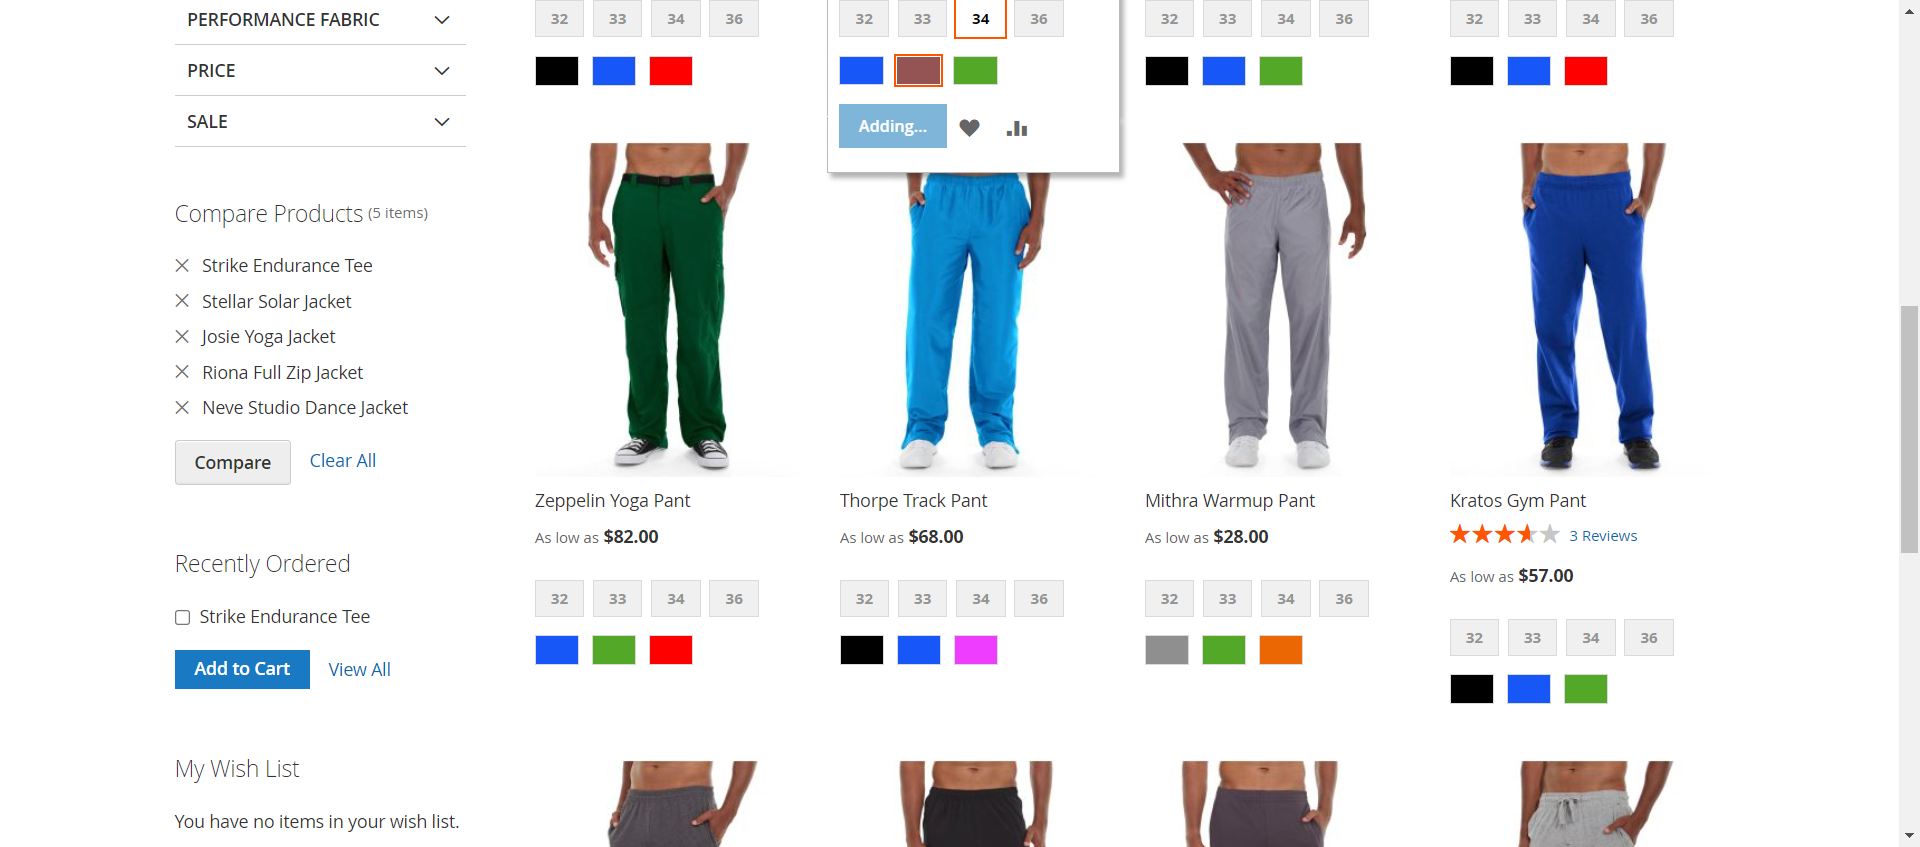 PERFORMANCE FABRIC
PRICE
SALE
Compare Products (5 items)
Strike Endurance Tee
Stellar Solar Jacket
Josie Yoga Jacket
Riona Full Zip Jacket
Neve Studio Dance Jacket
Compare Clear All
Recently Ordered
Strike Endurance Tee
Add to Cart View All
My Wish List
You have no items in your wish list.
32 33 34 36
32 33 34 36
32 33 34 36
32 33 34 36
Adding...
Zeppelin Yoga Pant
As low as $82.00
32 33 34 36
Thorpe Track Pant
As low as $68.00
32 33 34 36
Mithra Warmup Pant
As low as $28.00
32 33 34 36
Kratos Gym Pant
3 Reviews
As low as $57.00
32 33 34 36